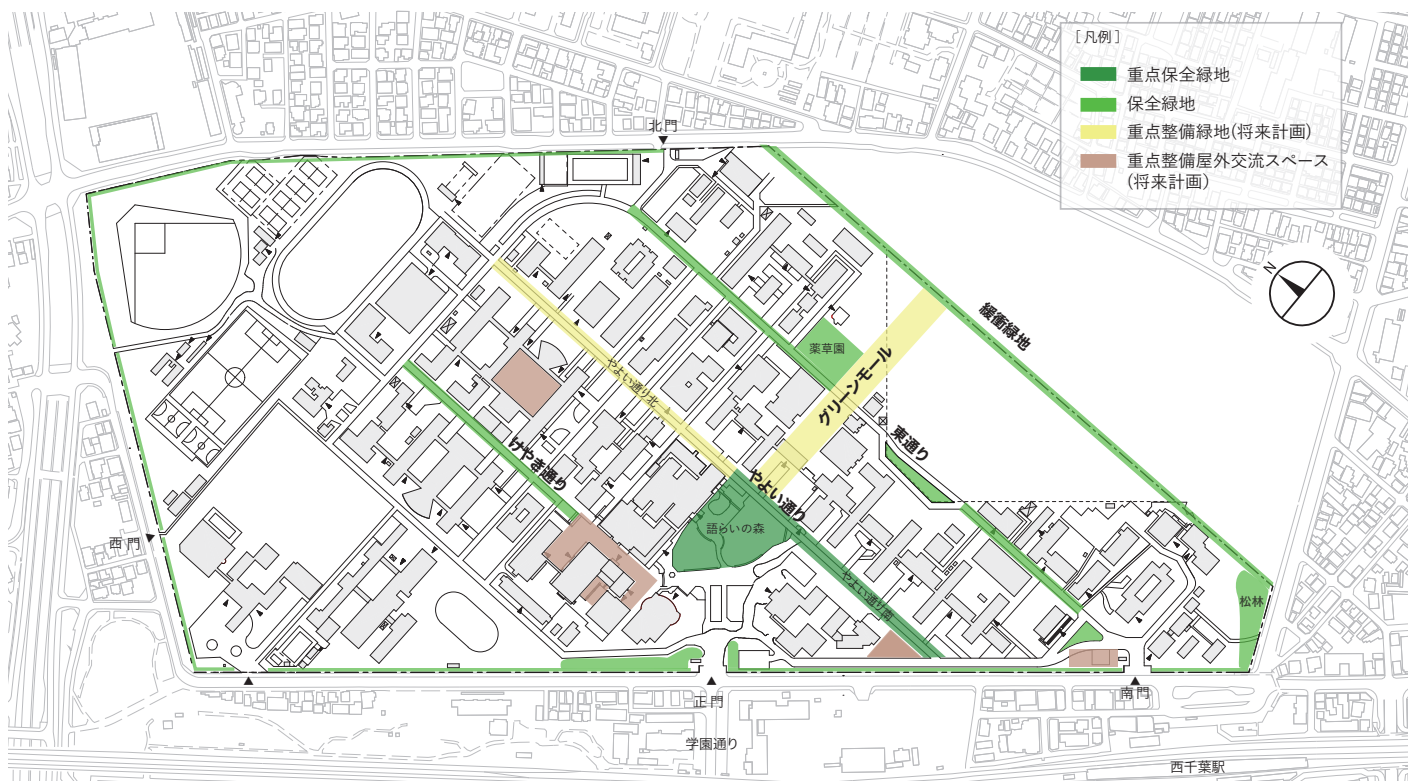 [凡例]
重点保全緑地
保全緑地
重点整備緑地(将来計画)
重点整備屋外交流スペース
(将来計画)
北門
N
緩衝緑地
薬草園
グリーンモール
やよい通り北
東通り
けやき通り
やよい通り
語らいの森
西門
やよい通り南
松林
正門
南門
学園通り
西千葉駅